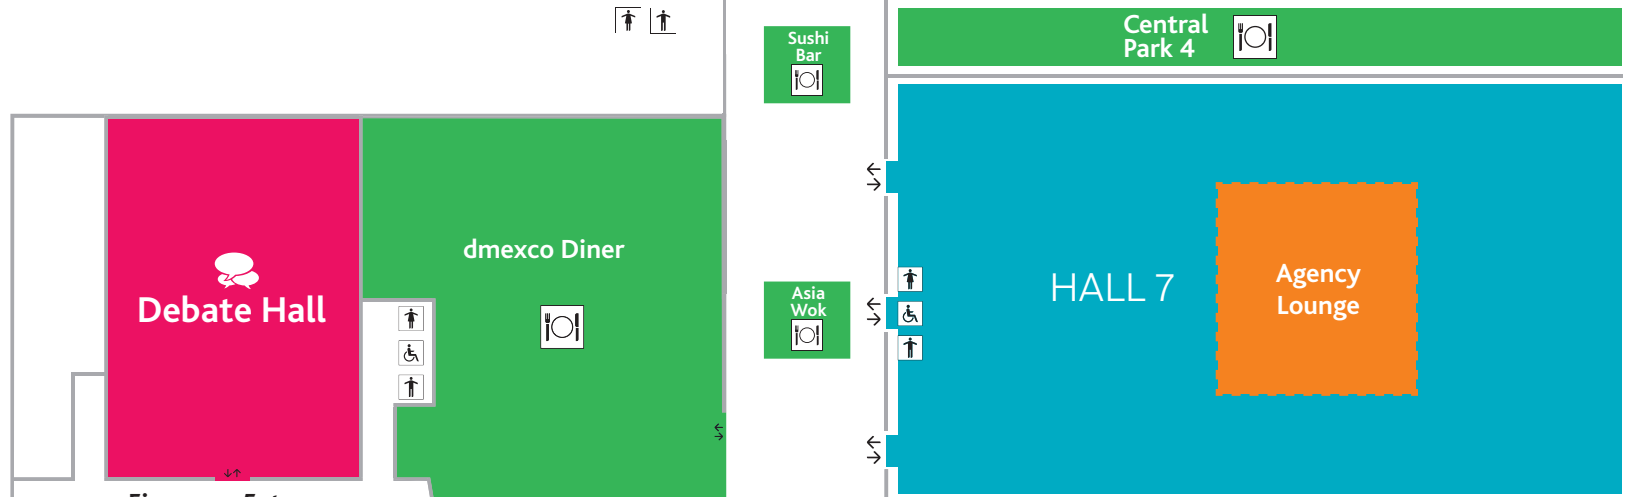 Sushi
Bar
Central
Park 4
dmexco Diner
Debate Hall
Asia
Wok
HALL 7
Agency
Lounge